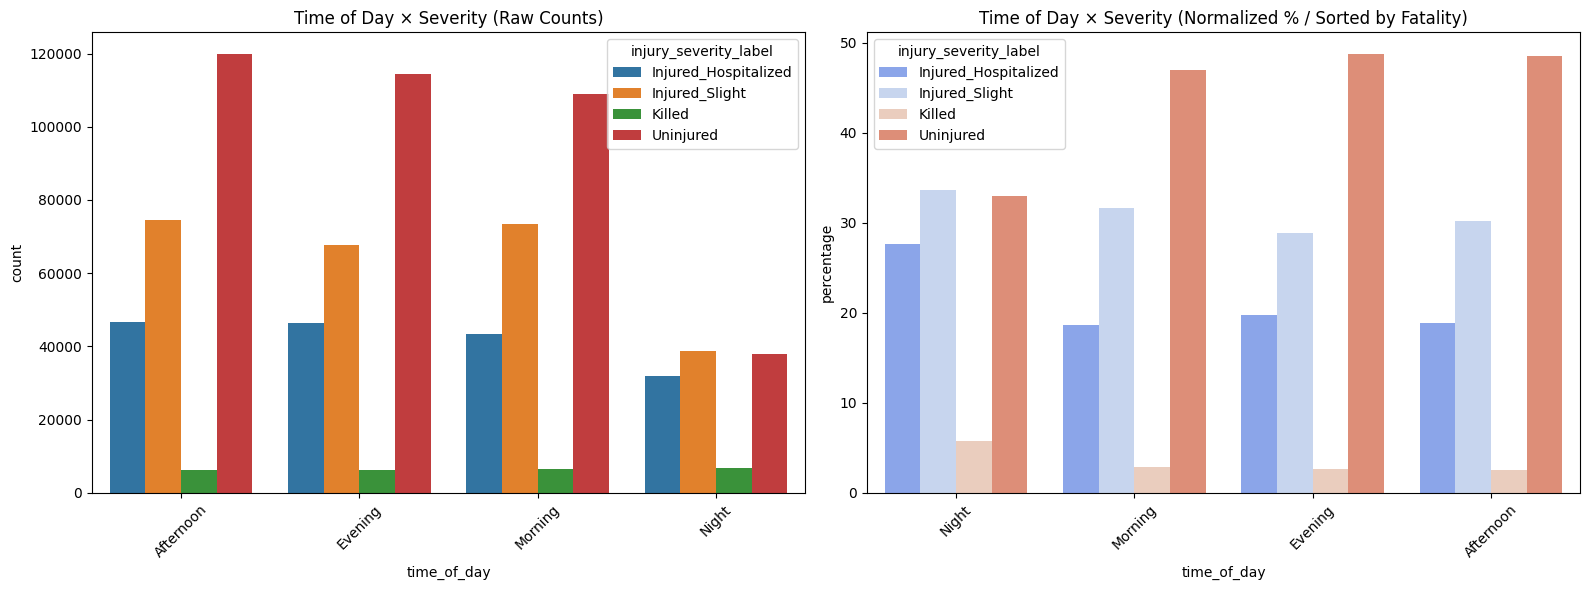 Time of Day × Severity (Raw Counts)
120000
100000
80000
60000
40000
20000
0
count
injury_severity_label
Injured_Hospitalized
Injured_Slight
Killed
Uninjured
Afternoon
Evening
Morning
Night
time_of_day
Time of Day × Severity (Normalized % / Sorted by Fatality)
50
40
30
20
10
0
percentage
injury_severity_label
Injured_Hospitalized
Injured_Slight
Killed
Uninjured
Night
Morning
Evening
Afternoon
time_of_day